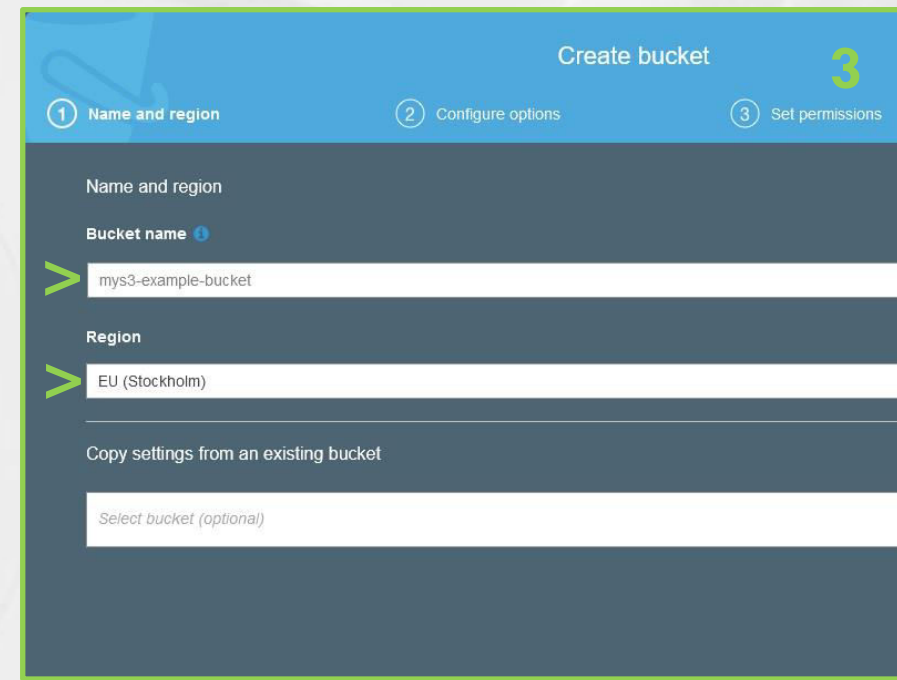 Create bucket
3
1 Name and region 2 Configure options 3 Set permissions
Name and region
Bucket name i
> mys3-example-bucket
Region
> EU (Stockholm)
Copy settings from an existing bucket
Select bucket (optional)